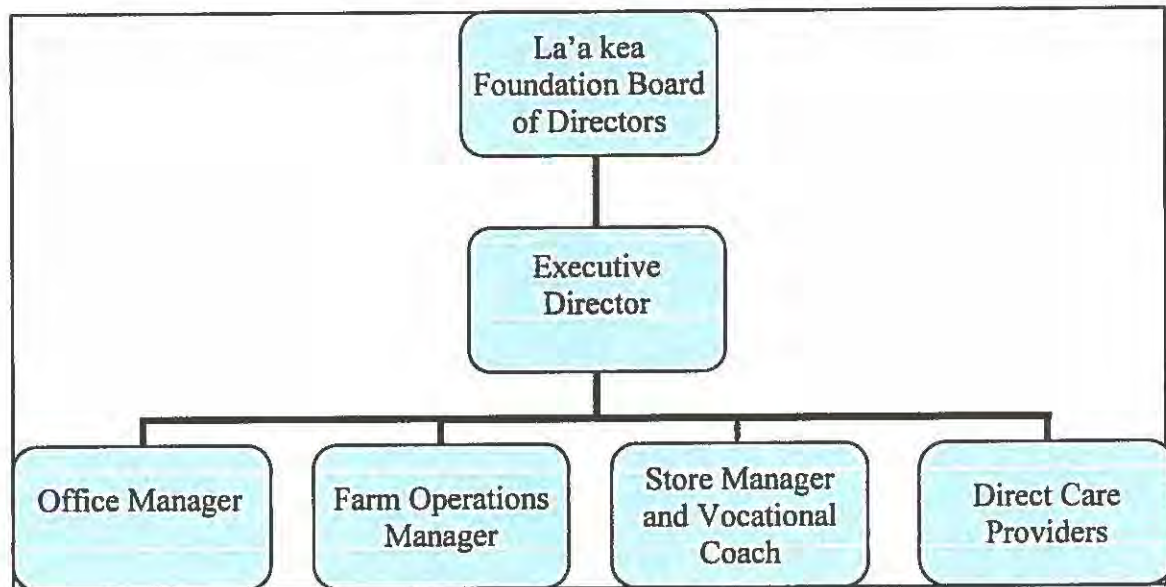 La'a kea
Foundation Board
of Directors
Executive
Director
Office Manager
Farm Operations
Manager
Store Manager
and Vocational
Coach
Direct Care
Providers